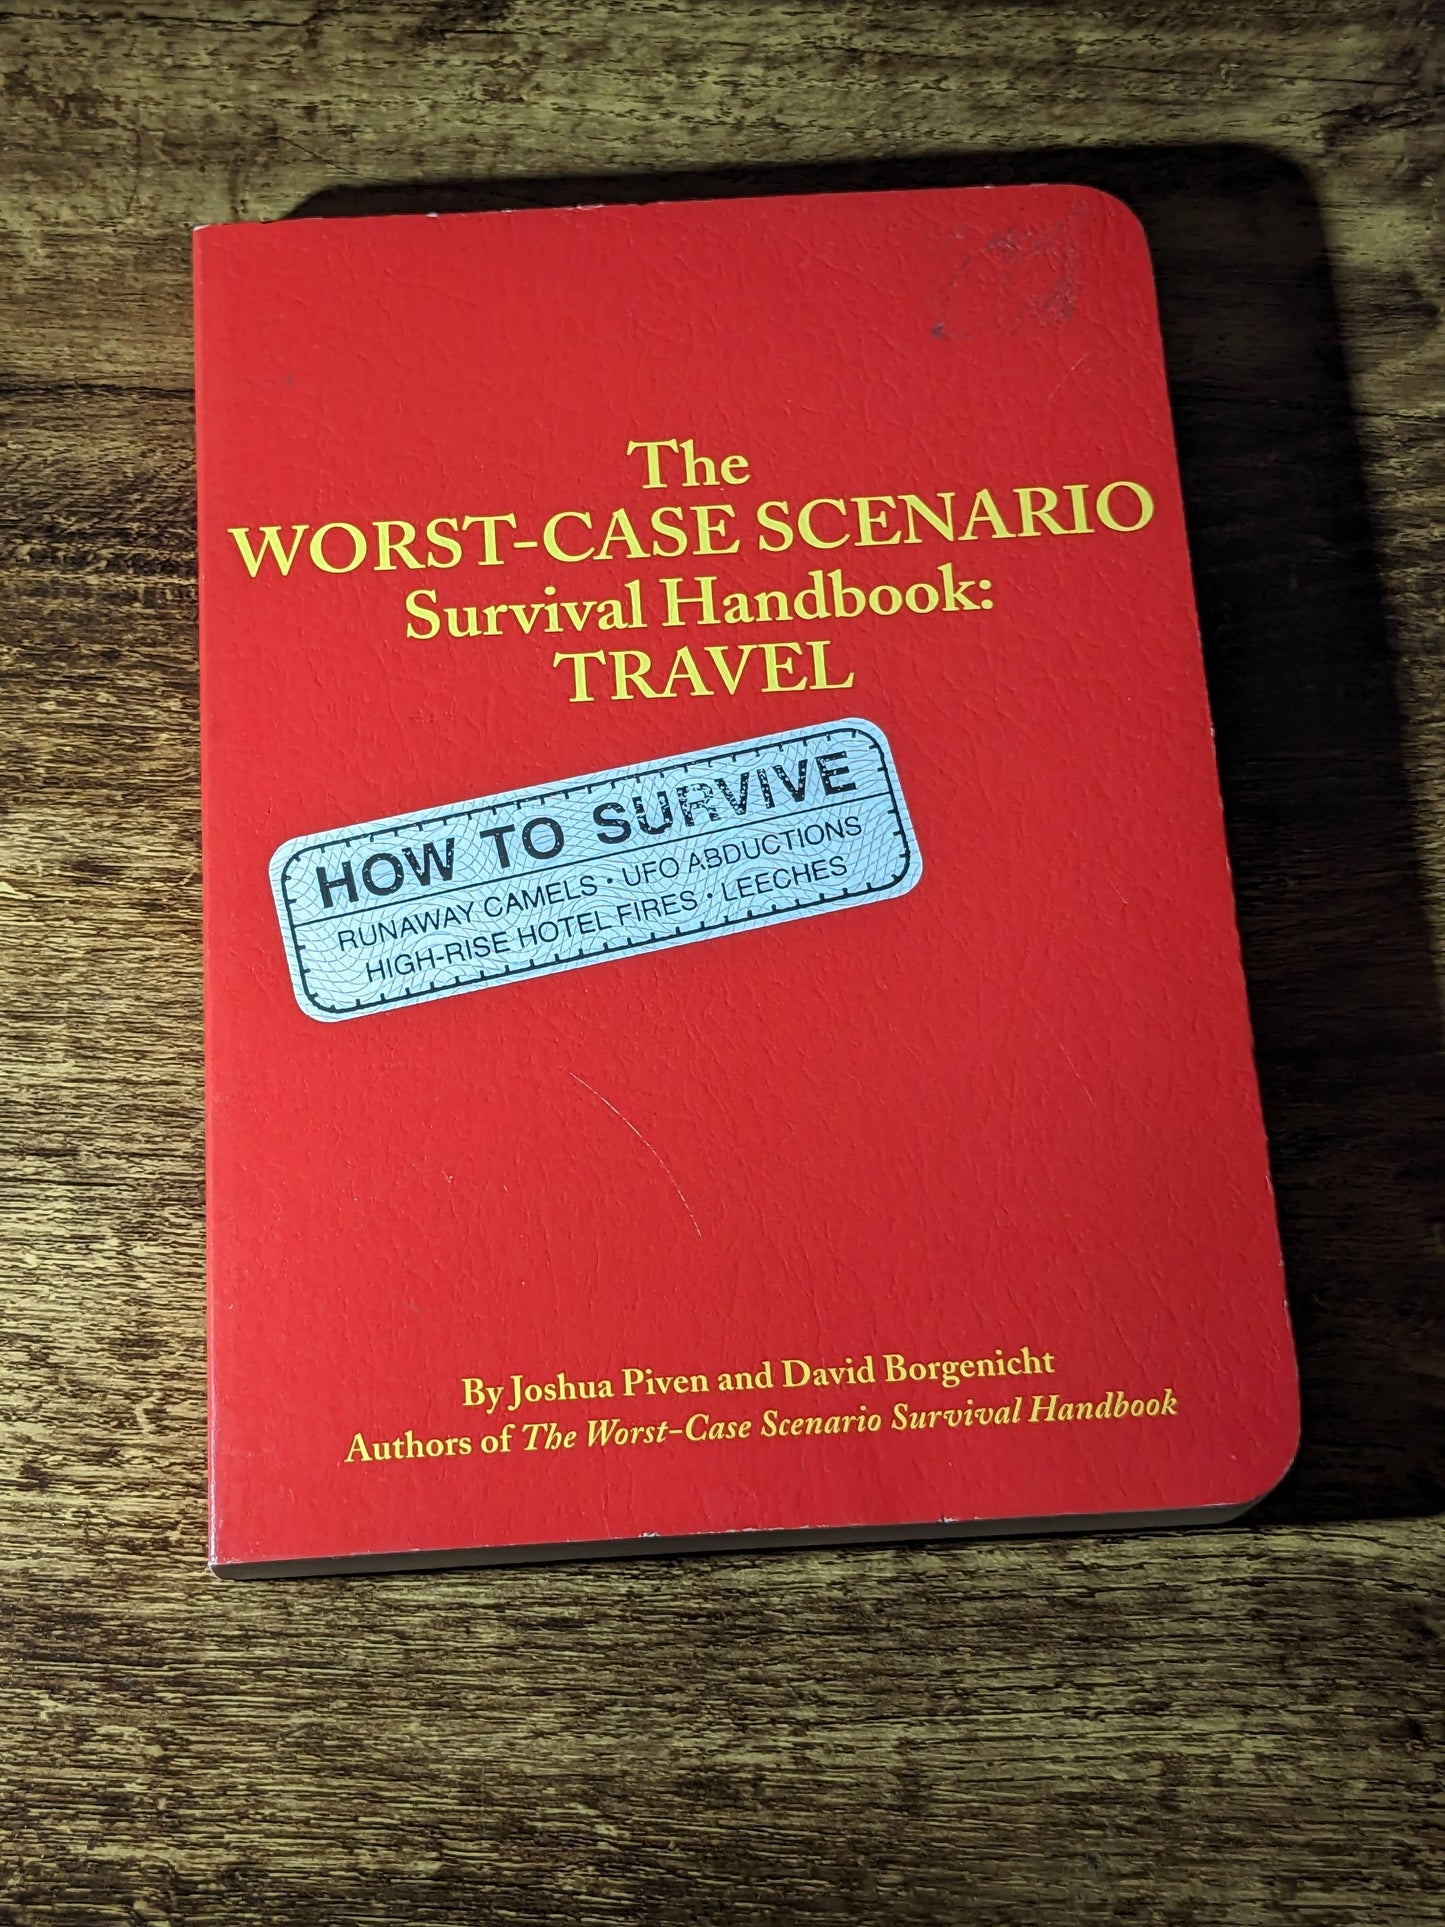 The
WORST-CASE SCENARIO
Survival Handbook:
TRAVEL
HOW TO SURVIVE
RUNAWAY CAMELS · UFO ABDUCTIONS
HIGH-RISE HOTEL FIRES · LEECHES
By Joshua Piven and David Borgenicht
Authors of The Worst-Case Scenario Survival Handbook